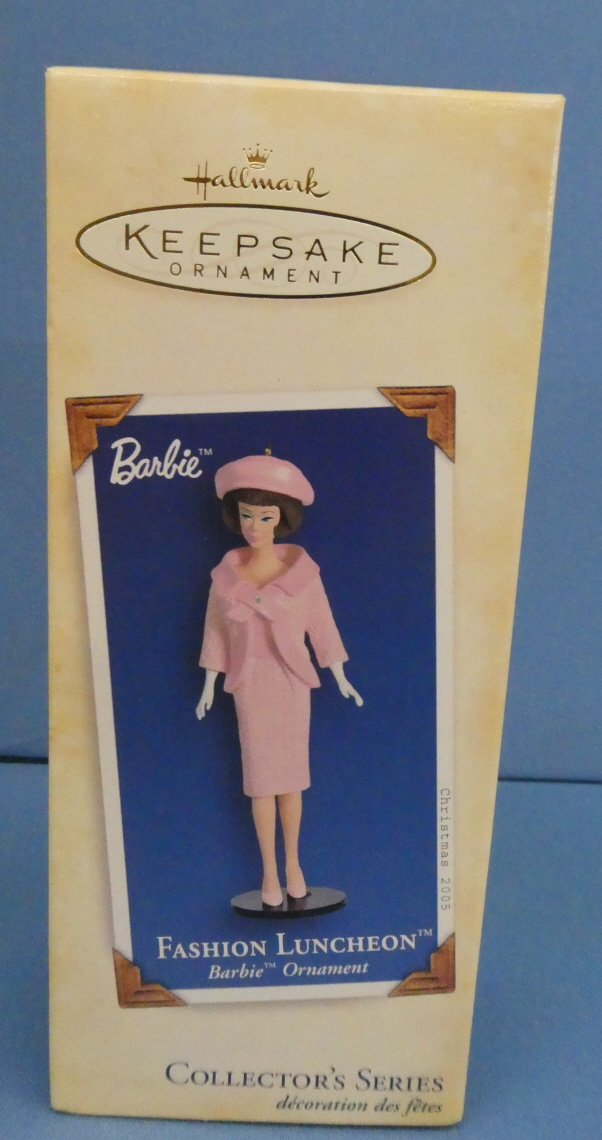 Hallmark
KEEPSAKE
ORNAMENT
Barbie™
Christmas 2005
FASHION LUNCHEON™
Barbie™ Ornament
COLLECTOR'S SERIES
décoration des fêtes